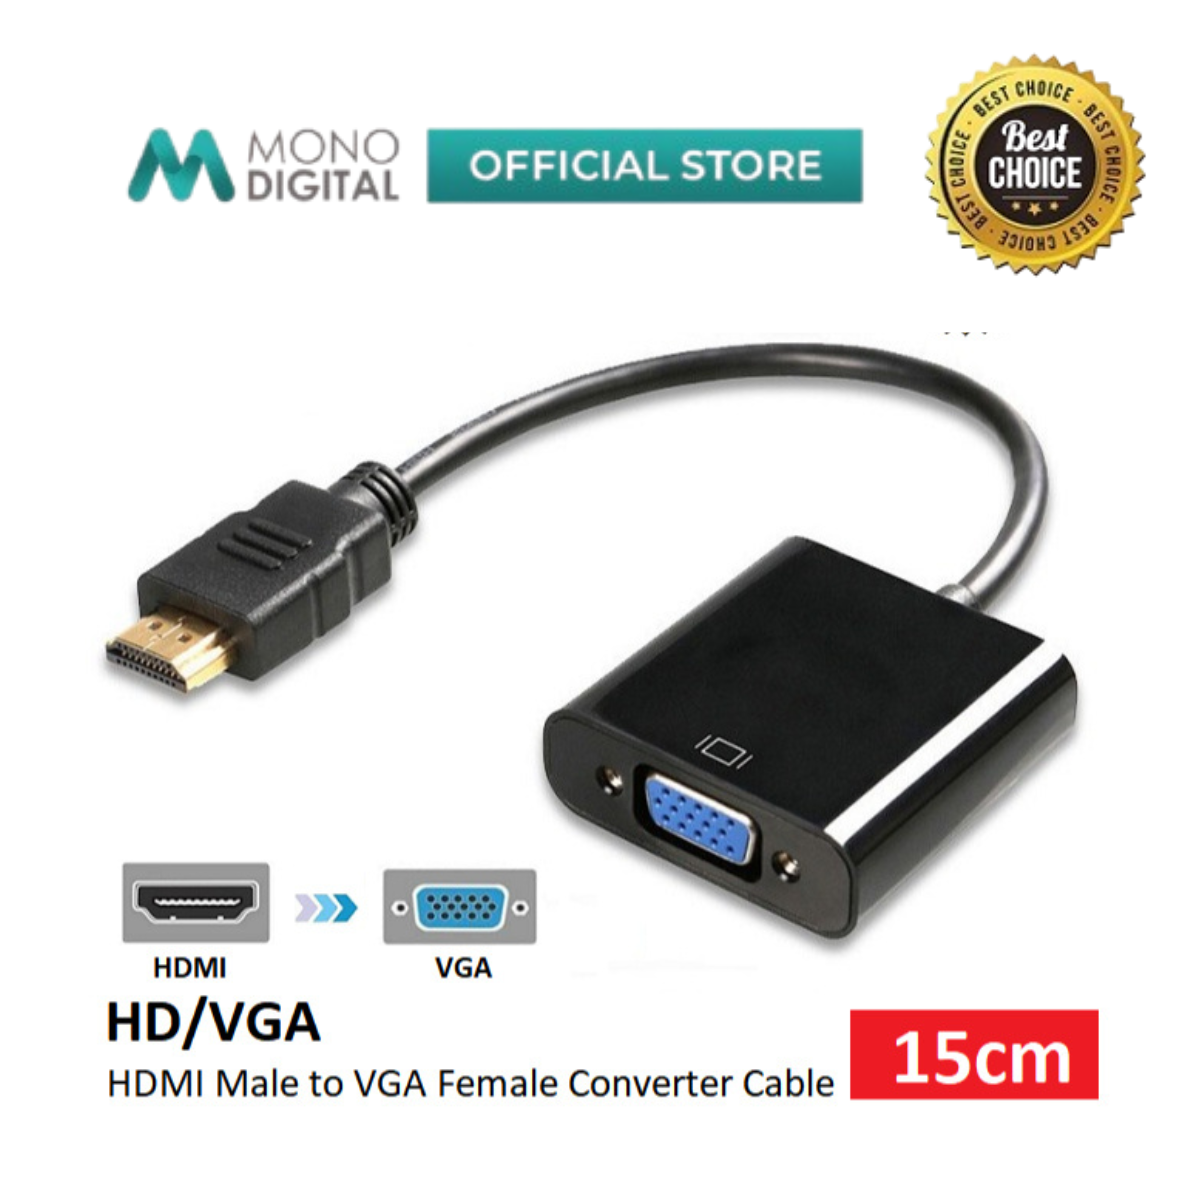 MONO
DIGITAL
OFFICIAL STORE
BEST CHOICE · BEST CHOICE · BEST CHOICE · BEST CHOICE ·
Best
CHOICE
HDMI
VGA
HD/VGA
HDMI Male to VGA Female Converter Cable
15cm